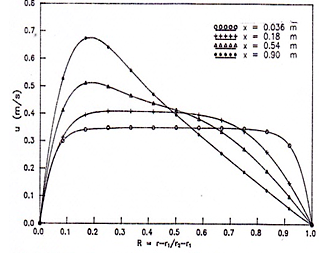 0.8
0.7
0.6
0.5
0.4
0.3
0.2
0.1
0.0
u (m/s)
x = 0.036 m
x = 0.18 m
x = 0.54 m
x = 0.90 m
0.0 0.1 0.2 0.3 0.4 0.5 0.6 0.7 0.8 0.9 1.0
R = r-r₁/r₂-r₁